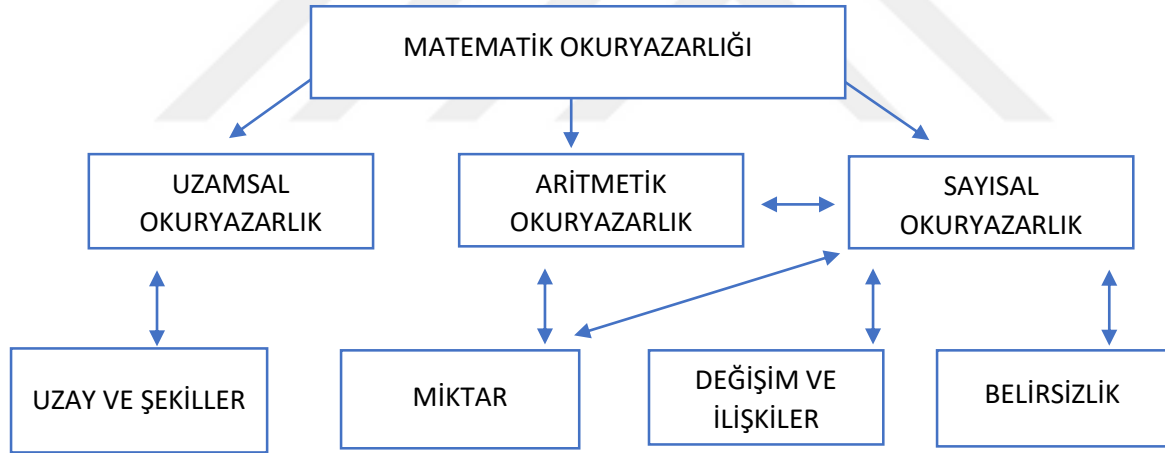 MATEMATİK OKURYAZARLIĞI
UZAMSAL
OKURYAZARLIK
ARİTMETİK
OKURYAZARLIK
SAYISAL
OKURYAZARLIK
UZAY VE ŞEKİLLER
MİKTAR
DEĞİŞİM VE
İLİŞKİLER
BELİRSİZLİK